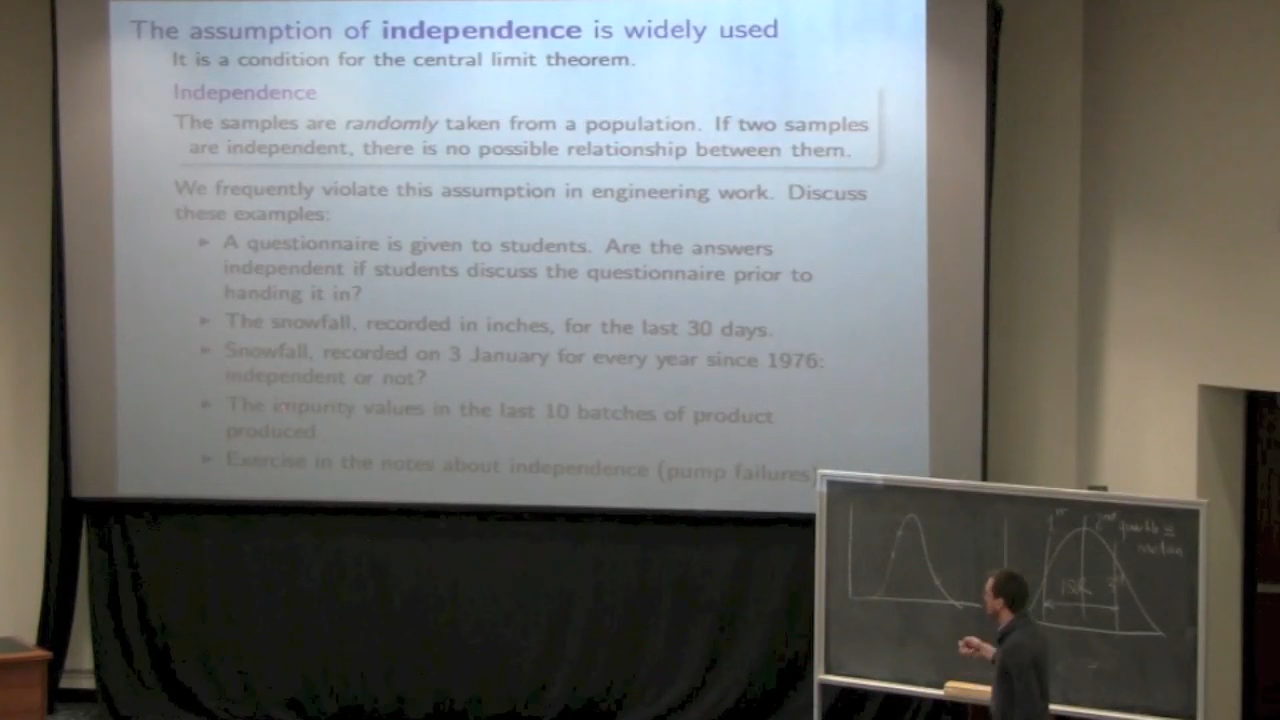 The assumption of independence is widely used
It is a condition for the central limit theorem.
Independence
The samples are randomly taken from a population. If two samples
are independent, there is no possible relationship between them.
We frequently violate this assumption in engineering work. Discuss
these examples:
▸ A questionnaire is given to students. Are the answers
independent if students discuss the questionnaire prior to
handing it in?
▸ The snowfall, recorded in inches, for the last 30 days.
▸ Snowfall, recorded on 3 January for every year since 1976:
independent or not?
▸ The impurity values in the last 10 batches of product
produced
▸ Exercise in the notes about independence (pump failures)
1st
2nd quartile =
median